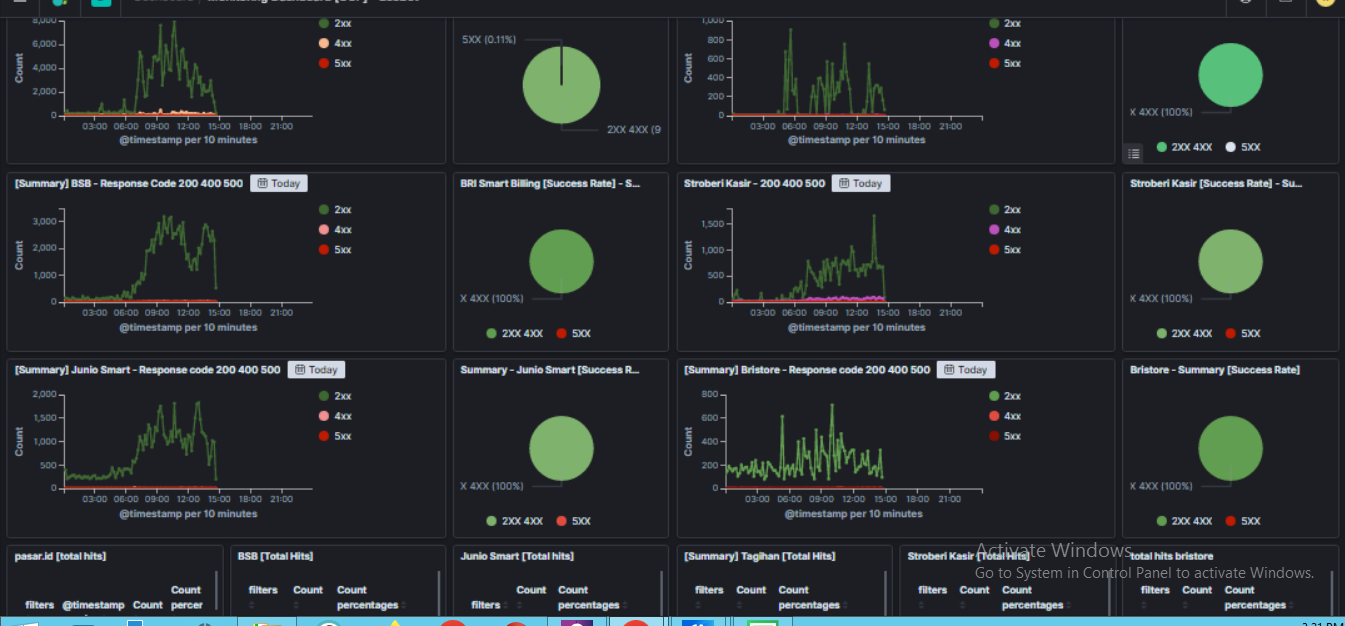 8,000
6,000
4,000
2,000
0
Count
03:00 06:00 09:00 12:00 15:00 18:00 21:00
@timestamp per 10 minutes
2xx
4xx
5xx
5XX (0.11%)
2XX 4XX (9
1,000
800
600
400
200
0
Count
03:00 06:00 09:00 12:00 15:00 18:00 21:00
@timestamp per 10 minutes
2xx
4xx
5xx
X 4XX (100%)
2XX 4XX 5XX
[Summary] BSB - Response Code 200 400 500 Today
3,000
2,000
1,000
0
Count
03:00 06:00 09:00 12:00 15:00 18:00 21:00
@timestamp per 10 minutes
2xx
4xx
5xx
BRI Smart Billing [Success Rate] - S...
X 4XX (100%)
2XX 4XX 5XX
Stroberi Kasir - 200 400 500 Today
1,500
1,000
500
0
Count
03:00 06:00 09:00 12:00 15:00 18:00 21:00
@timestamp per 10 minutes
2xx
4xx
5xx
Stroberi Kasir [Success Rate] - Su...
X 4XX (100%)
2XX 4XX 5XX
[Summary] Junio Smart - Response code 200 400 500 Today
2,000
1,500
1,000
500
0
Count
03:00 06:00 09:00 12:00 15:00 18:00 21:00
@timestamp per 10 minutes
2xx
4xx
5xx
Summary - Junio Smart [Success R...
X 4XX (100%)
2XX 4XX 5XX
[Summary] Bristore - Response code 200 400 500 Today
800
600
400
200
0
Count
03:00 06:00 09:00 12:00 15:00 18:00 21:00
@timestamp per 10 minutes
2xx
4xx
5xx
Bristore - Summary [Success Rate]
X 4XX (100%)
2XX 4XX 5XX
pasar.id [total hits]
filters @timestamp Count Count percer
BSB [Total Hits]
filters Count Count percentages
Junio Smart [Total hits]
filters Count Count percentages
[Summary] Tagihan [Total Hits]
filters Count Count percentages
Stroberi Kasir [Total Hits]
filters Count Count percentages
total hits bristore
filters Count Count percentages
Activate Windows
Go to System in Control Panel to activate Windows.